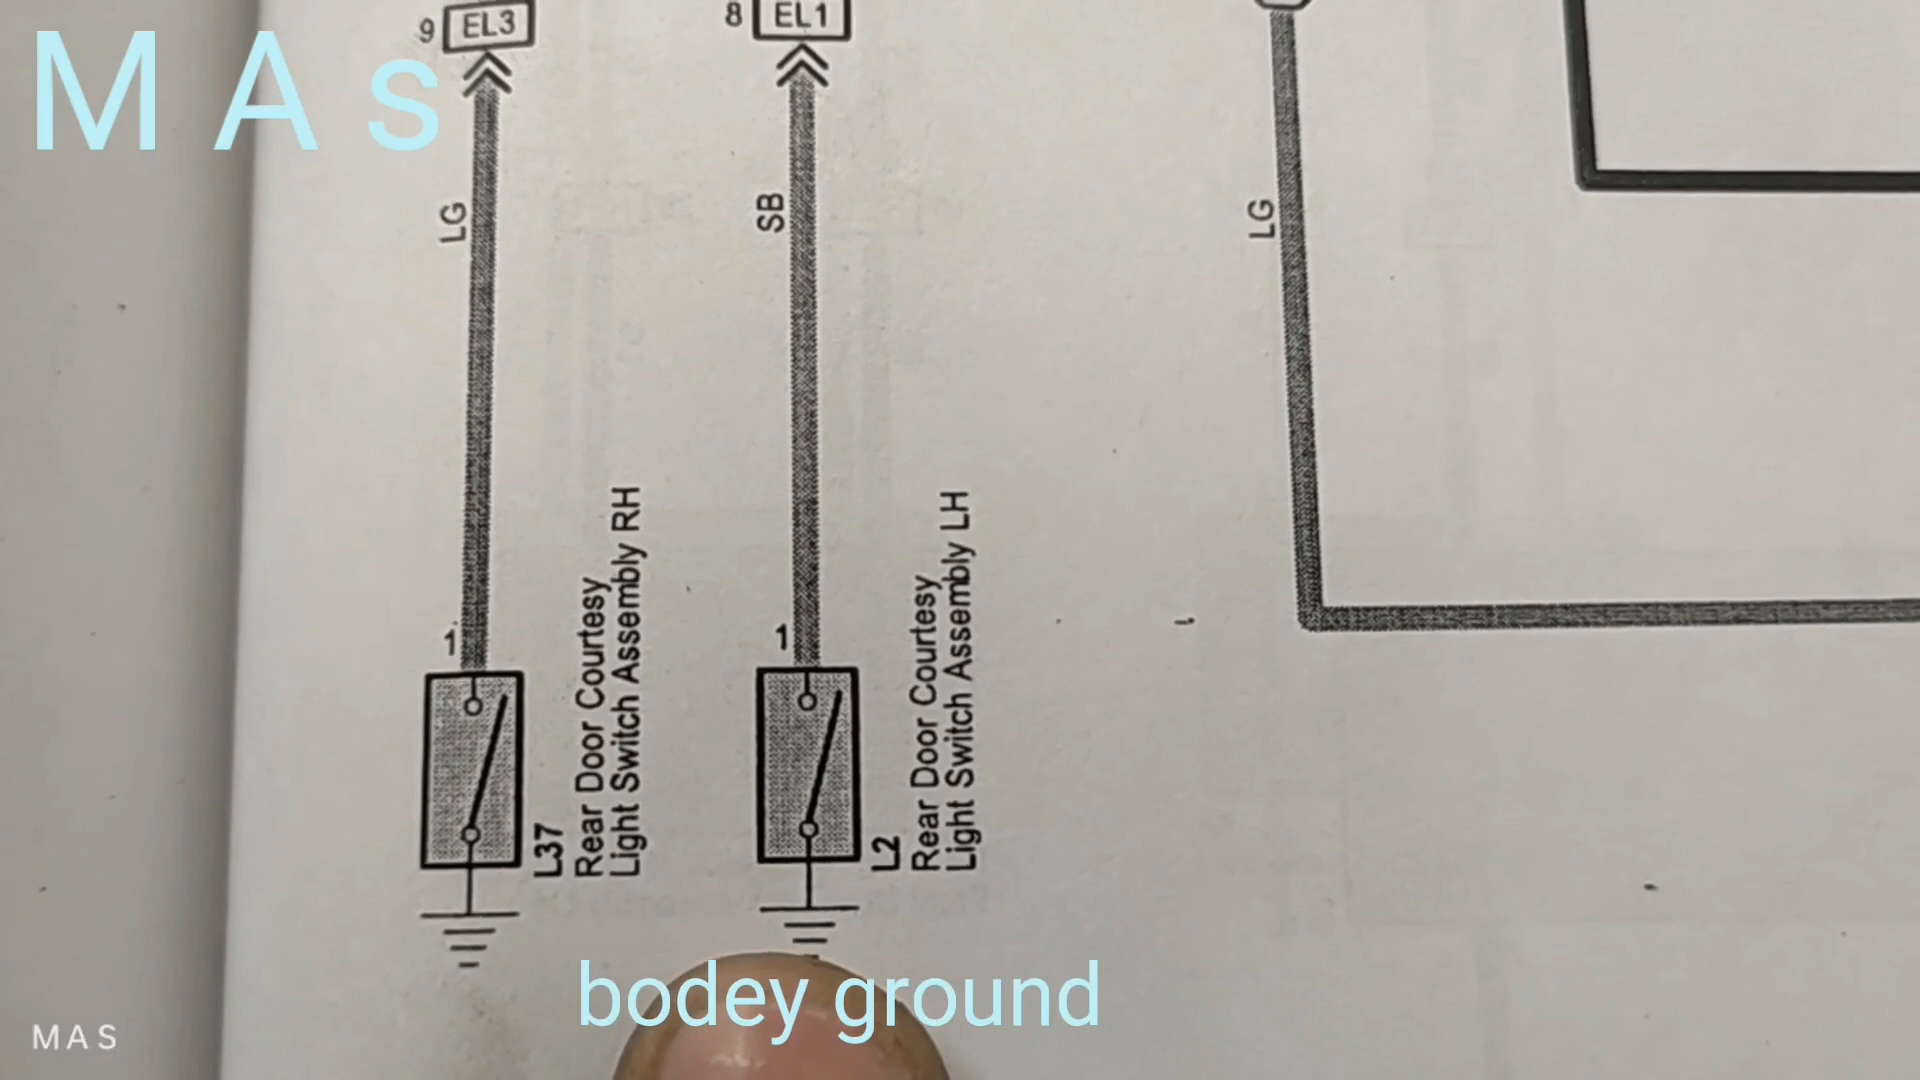 9 EL3
8 EL1
M A s
LG
SB
LG
1
1
L37
Rear Door Courtesy
Light Switch Assembly RH
L2
Rear Door Courtesy
Light Switch Assembly LH
bodey ground
MAS